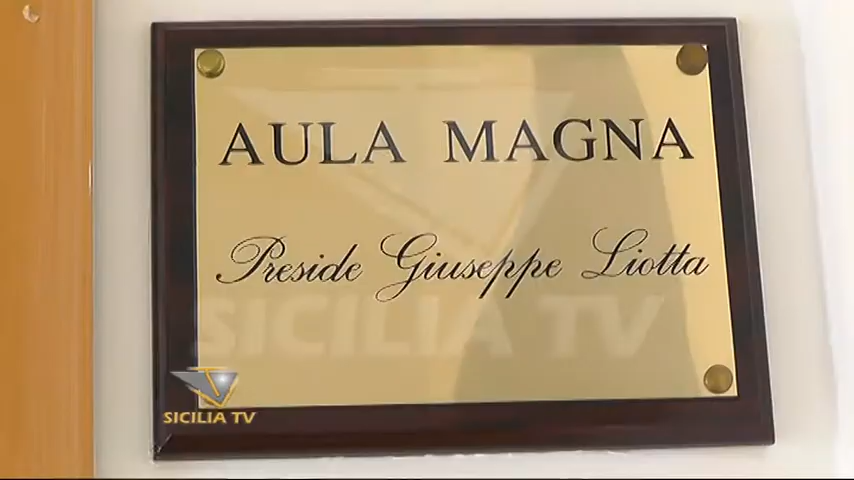 AULA MAGNA
Preside Giuseppe Liotta
SICILIA TV
SICILIA TV